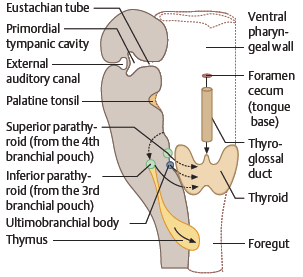 Eustachian tube
Primordial
tympanic cavity
External
auditory canal
Palatine tonsil
Superior parathy-
roid (from the 4th
branchial pouch)
Inferior parathy-
roid (from the 3rd
branchial pouch)
Ultimobranchial body
Thymus
Ventral
pharyn-
geal wall
Foramen
cecum
(tongue
base)
Thyro-
glossal
duct
Thyroid
Foregut